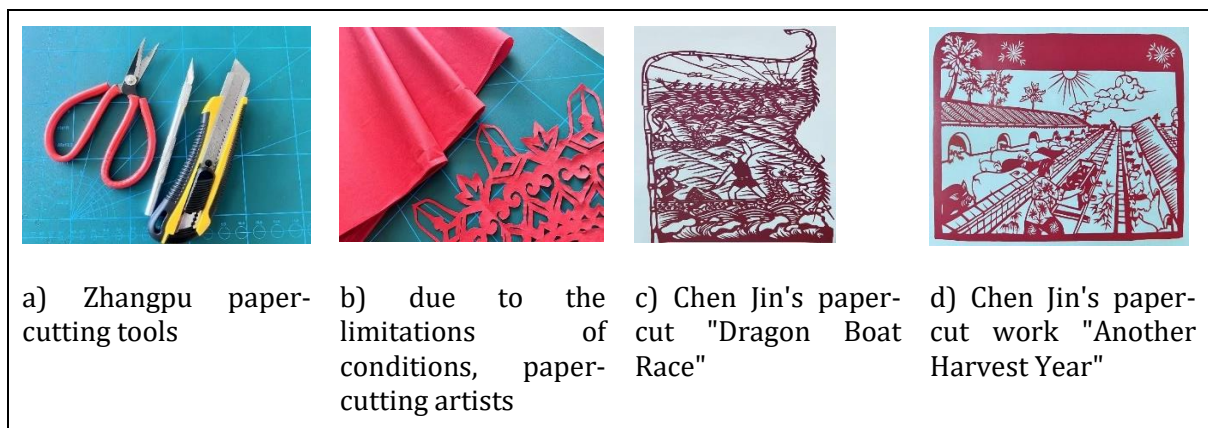 a) Zhangpu paper-
cutting tools
b) due to the
limitations of
conditions, paper-
cutting artists
c) Chen Jin's paper-
cut "Dragon Boat
Race"
d) Chen Jin's paper-
cut work "Another
Harvest Year"